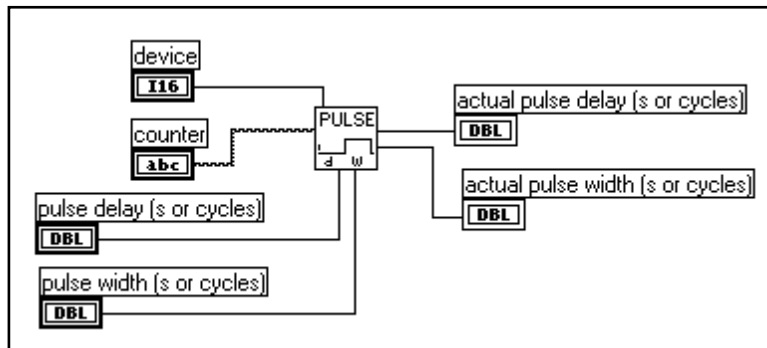 device
I16
counter
abc
pulse delay (s or cycles)
DBL
pulse width (s or cycles)
DBL
PULSE
d w
actual pulse delay (s or cycles)
DBL
actual pulse width (s or cycles)
DBL